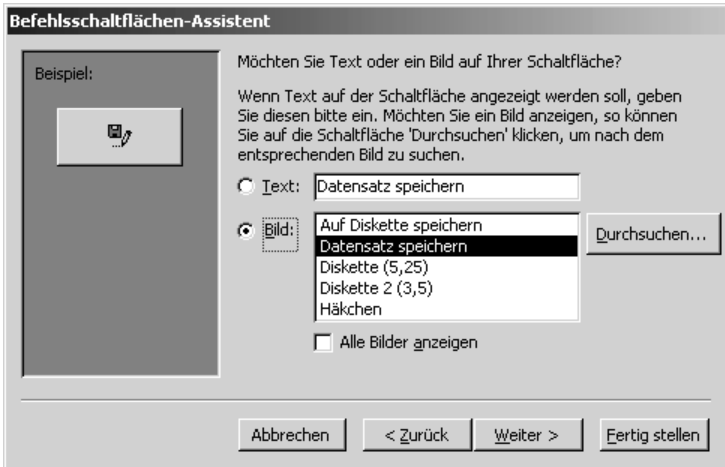 Befehlsschaltflächen-Assistent
Beispiel:
Möchten Sie Text oder ein Bild auf Ihrer Schaltfläche?
Wenn Text auf der Schaltfläche angezeigt werden soll, geben
Sie diesen bitte ein. Möchten Sie ein Bild anzeigen, so können
Sie auf die Schaltfläche 'Durchsuchen' klicken, um nach dem
entsprechenden Bild zu suchen.
Text: Datensatz speichern
Bild:
Auf Diskette speichern
Datensatz speichern
Diskette (5,25)
Diskette 2 (3,5)
Häkchen
Durchsuchen...
Alle Bilder anzeigen
Abbrechen < Zurück Weiter > Fertig stellen